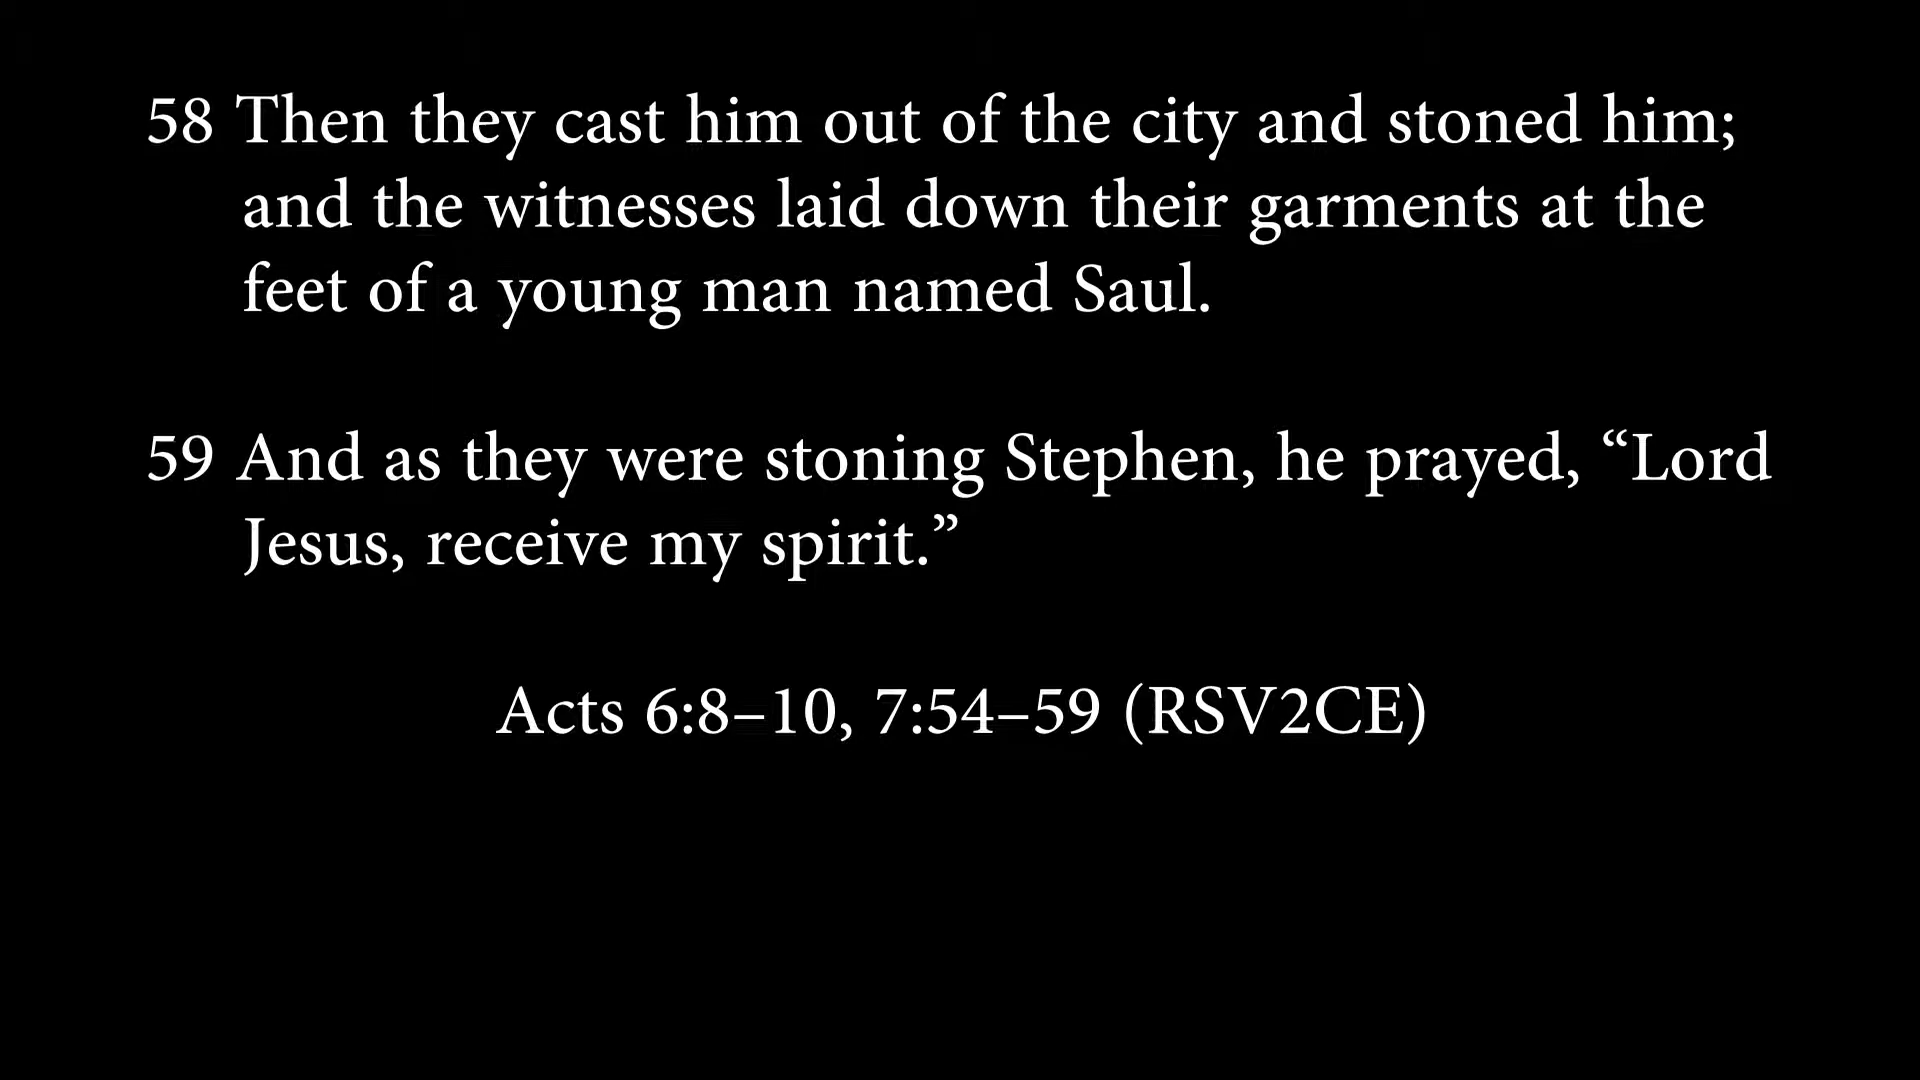 58 Then they cast him out of the city and stoned him;
and the witnesses laid down their garments at the
feet of a young man named Saul.
59 And as they were stoning Stephen, he prayed, “Lord
Jesus, receive my spirit.”
Acts 6:8–10, 7:54–59 (RSV2CE)